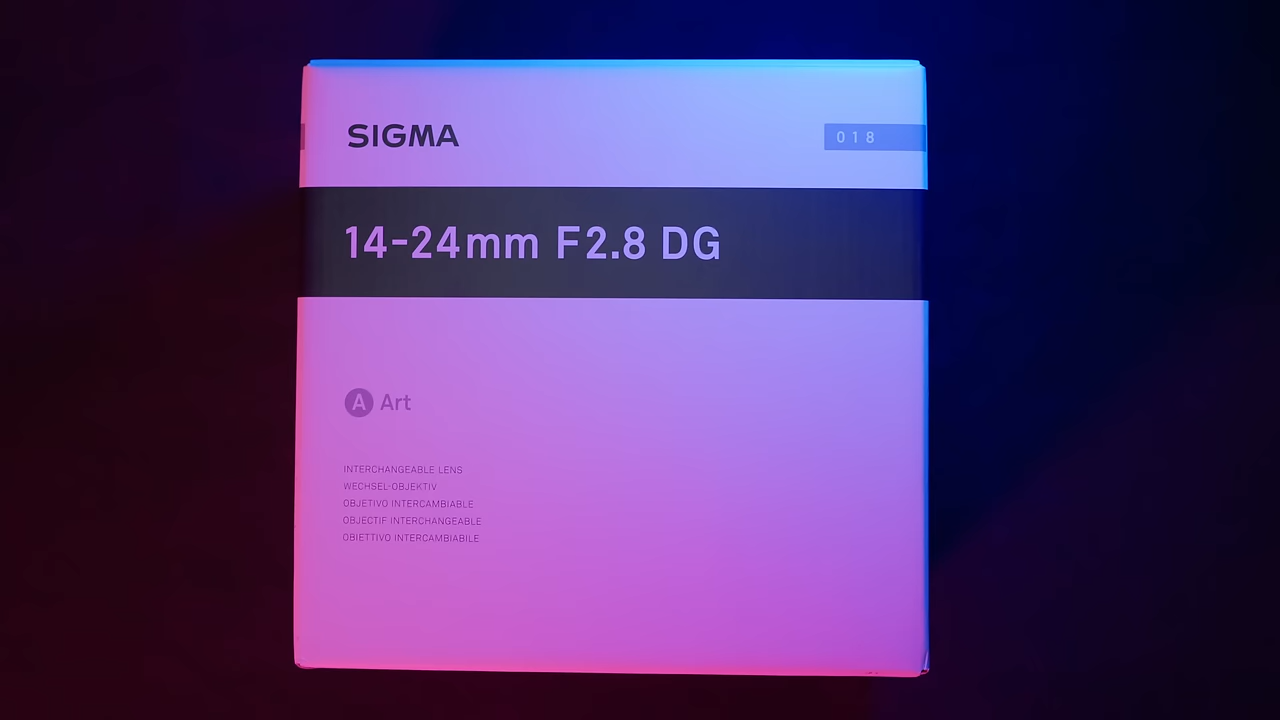 SIGMA
018
14-24mm F2.8 DG
A Art
INTERCHANGEABLE LENS
WECHSEL-OBJEKTIV
OBJETIVO INTERCAMBIABLE
OBJECTIF INTERCHANGEABLE
OBIETTIVO INTERCAMBIABILE